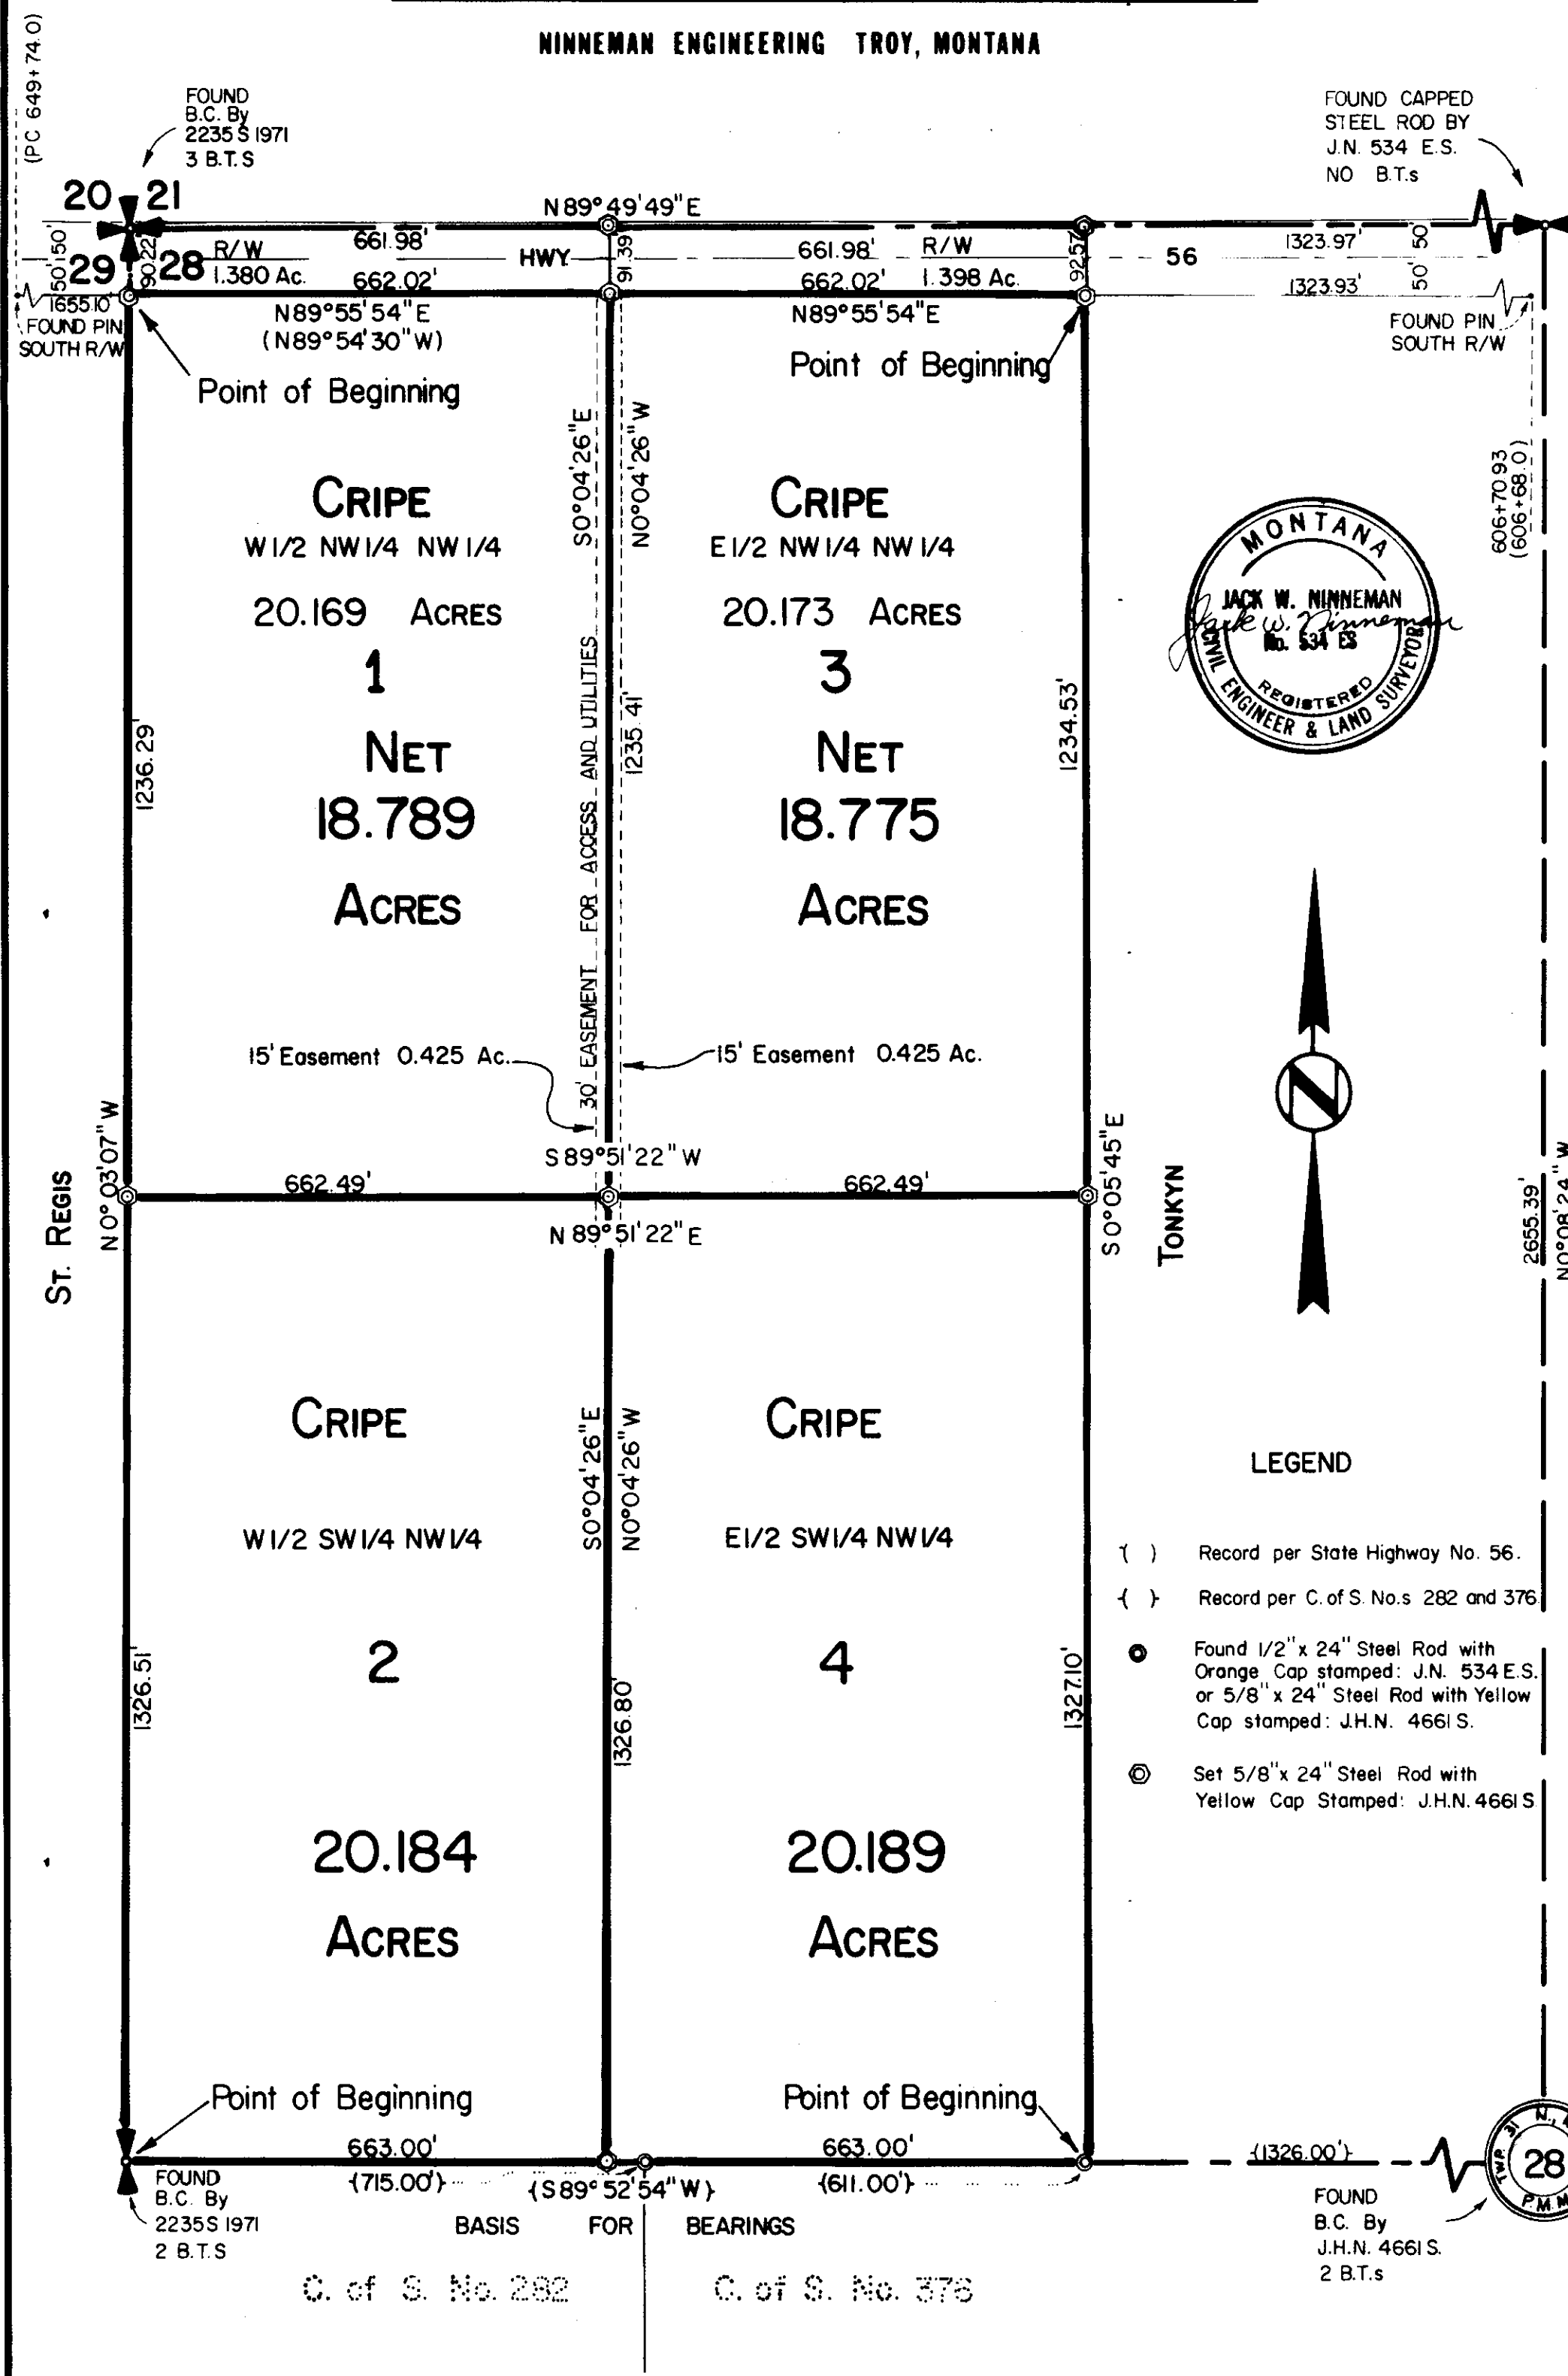 NINNEMAN ENGINEERING TROY, MONTANA
(PC 649+74.0)
FOUND
B.C. By
2235 S 1971
3 B.T.S
FOUND CAPPED
STEEL ROD BY
J.N. 534 E.S.
NO B.T.s
20 21
29 28
N89°49'49"E
50' 50'
90.22'
R/W
661.98'
HWY
91.39'
661.98'
R/W
92.57'
56
1323.97'
50' 50'
1.380 Ac.
662.02'
662.02'
1.398 Ac.
1323.93'
1655.10'
FOUND PIN
SOUTH R/W
N89°55'54"E
(N89°54'30"W)
N89°55'54"E
FOUND PIN
SOUTH R/W
Point of Beginning
Point of Beginning
S0°04'26"E
N0°04'26"W
606+70.93
(606+68.0)
CRIPE
W1/2 NW1/4 NW1/4
20.169 ACRES
1
NET
18.789
ACRES
CRIPE
E1/2 NW1/4 NW1/4
20.173 ACRES
3
NET
18.775
ACRES
MONTANA
JACK W. NINNEMAN
Jack W. Ninneman
No. 534 ES
REGISTERED
CIVIL ENGINEER & LAND SURVEYOR
1236.29'
30' EASEMENT FOR ACCESS AND UTILITIES
1235.41'
1234.53'
15' Easement 0.425 Ac.
15' Easement 0.425 Ac.
N
ST. REGIS
N0°03'07"W
S89°51'22"W
662.49'
662.49'
N89°51'22"E
S0°05'45"E
TONKYN
2655.39'
N0°08'24"W
CRIPE
W1/2 SW1/4 NW1/4
2
20.184
ACRES
S0°04'26"E
N0°04'26"W
CRIPE
E1/2 SW1/4 NW1/4
4
20.189
ACRES
1326.51'
1326.80'
1327.10'
LEGEND
( ) Record per State Highway No. 56.
{ } Record per C. of S. No.s 282 and 376
Found 1/2"x 24" Steel Rod with
Orange Cap stamped: J.N. 534 E.S.
or 5/8"x 24" Steel Rod with Yellow
Cap stamped: J.H.N. 4661 S.
Set 5/8"x 24" Steel Rod with
Yellow Cap Stamped: J.H.N. 4661 S
Point of Beginning
Point of Beginning
663.00'
663.00'
{1326.00'}
{715.00'}
{S89°52'54"W}
{611.00'}
BASIS FOR BEARINGS
FOUND
B.C. By
2235S 1971
2 B.T.S
TWP. 31 N.,
28
P.M.M
FOUND
B.C. By
J.H.N. 4661 S.
2 B.T.s
C. of S. No. 282
C. of S. No. 376